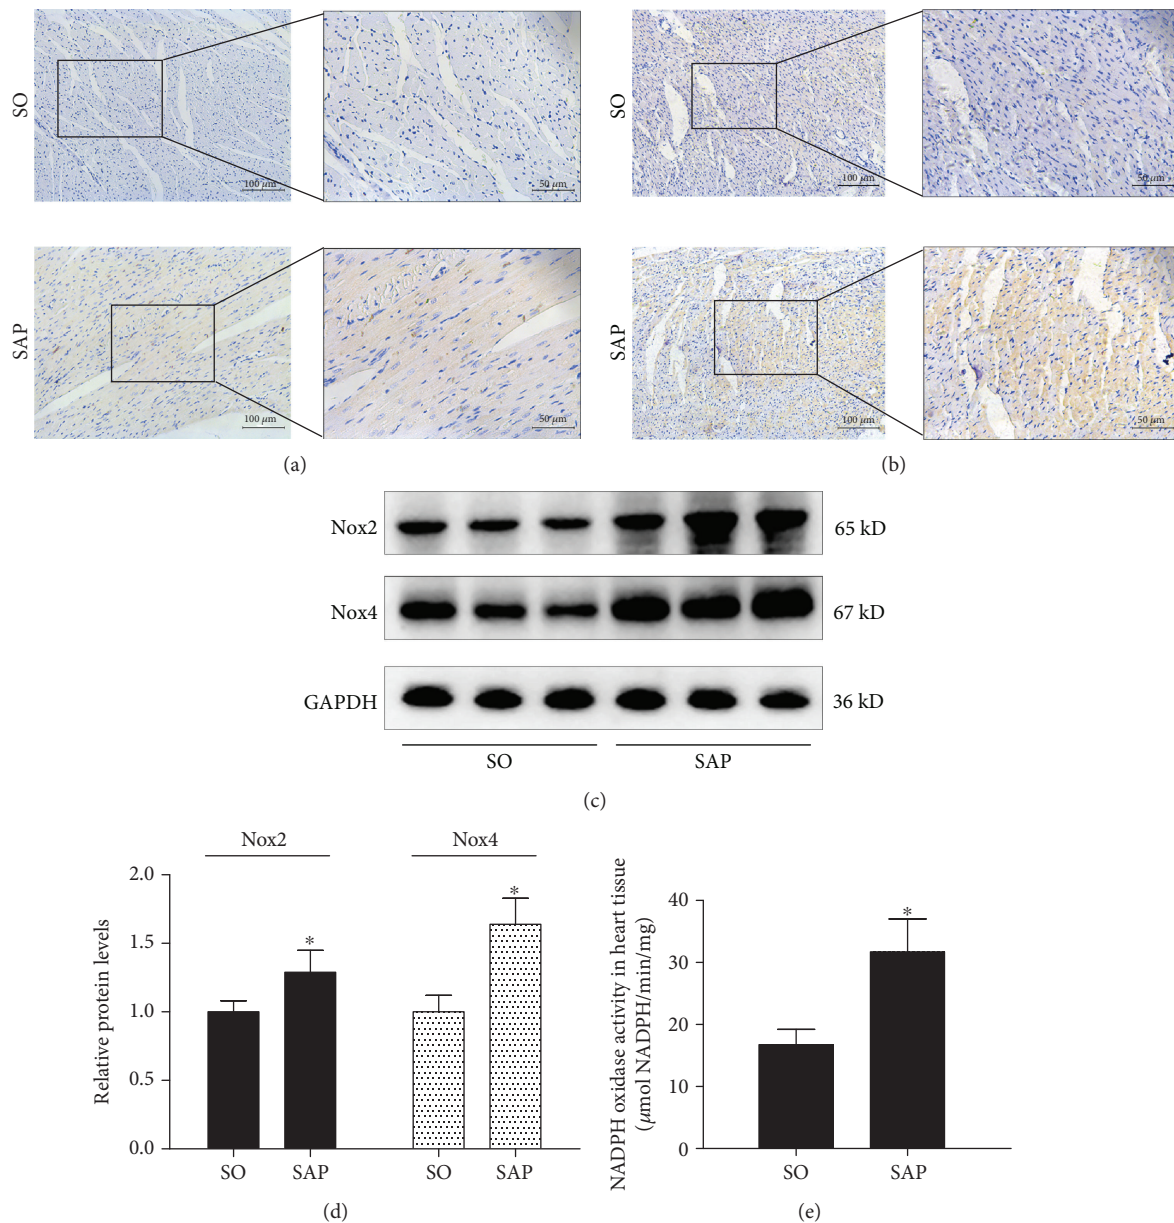 SO
100 µm
50 µm
SO
100 µm
50 µm
SAP
100 µm
50 µm
SAP
100 µm
50 µm
(a)
(b)
Nox2
65 kD
Nox4
67 kD
GAPDH
36 kD
SO
SAP
(c)
Nox2
Nox4
Relative protein levels
2.0
1.5
1.0
0.5
0.0
*
*
SO
SAP
SO
SAP
(d)
NADPH oxidase activity in heart tissue
(µmol NADPH/min/mg)
40
30
20
10
0
*
SO
SAP
(e)